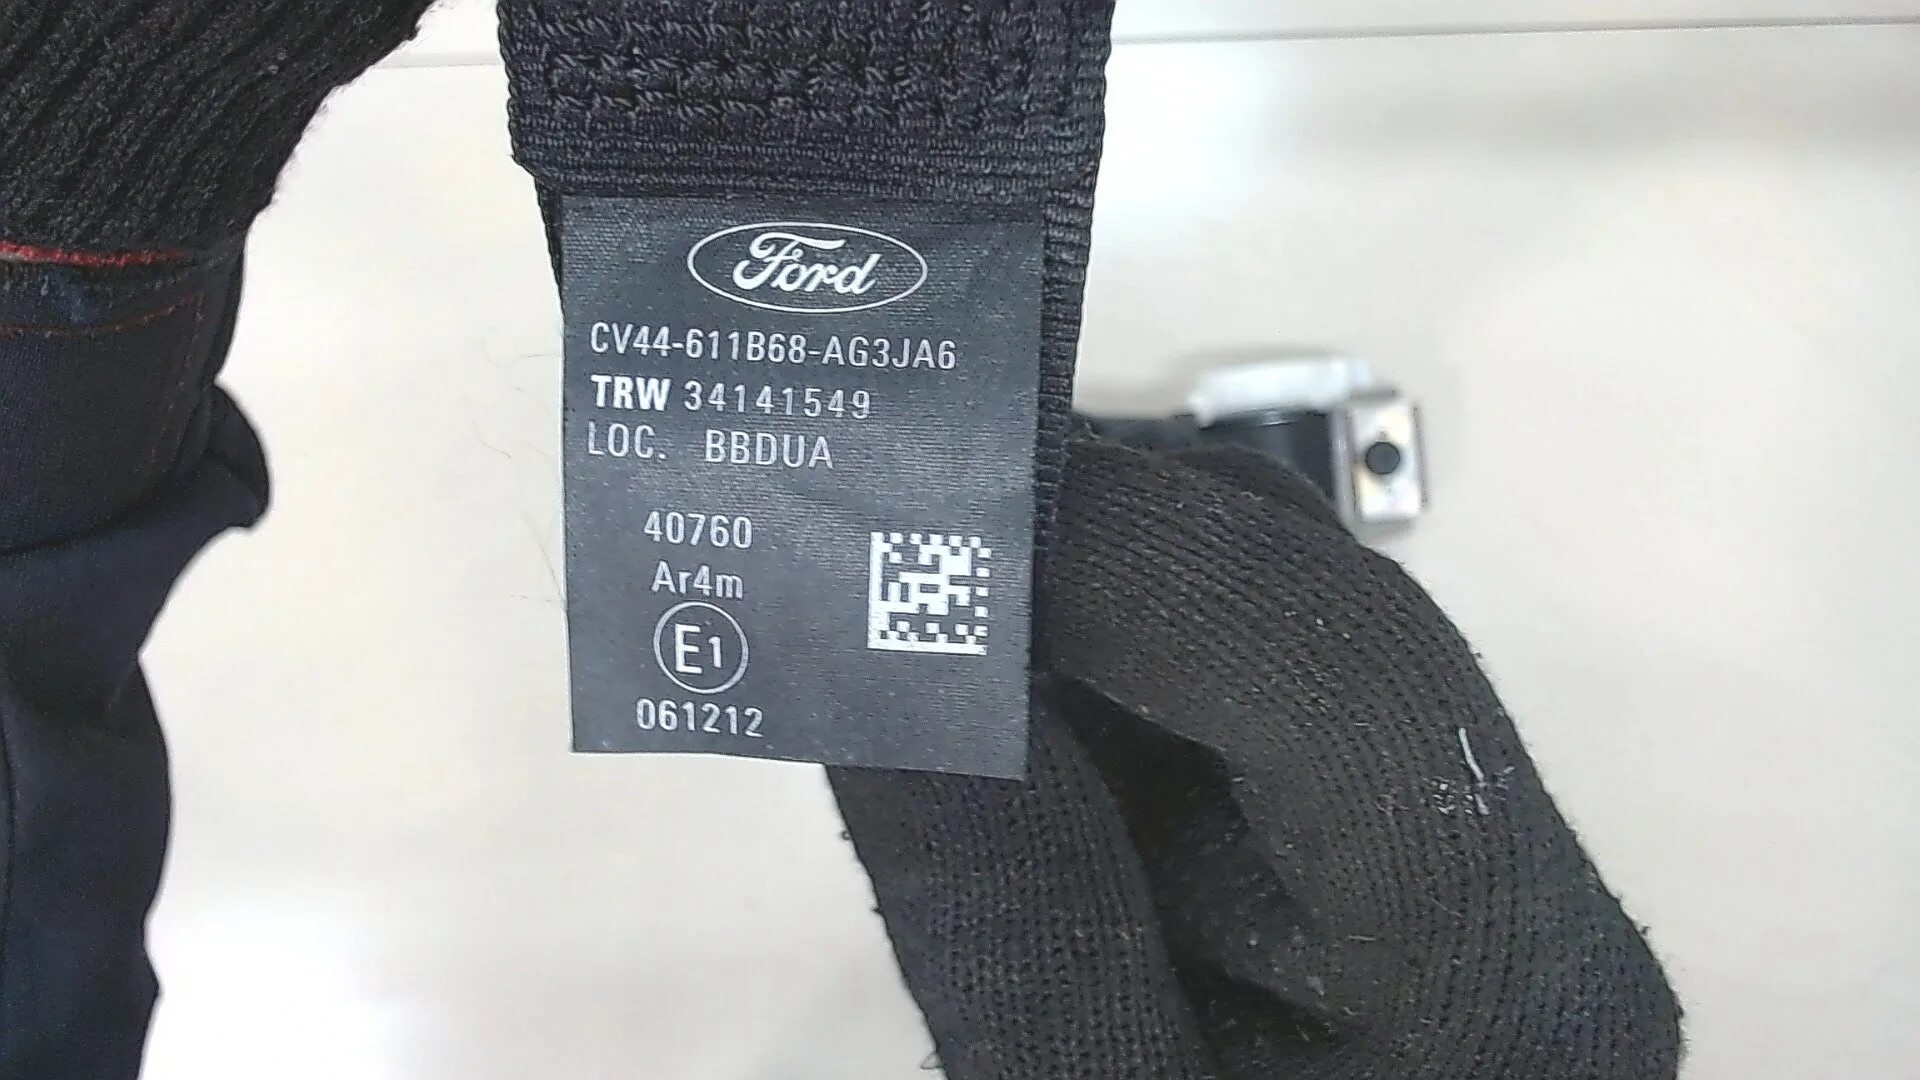 Ford
CV44-611B68-AG3JA6
TRW 34141549
LOC. BBDUA
40760
Ar4m
E1
061212